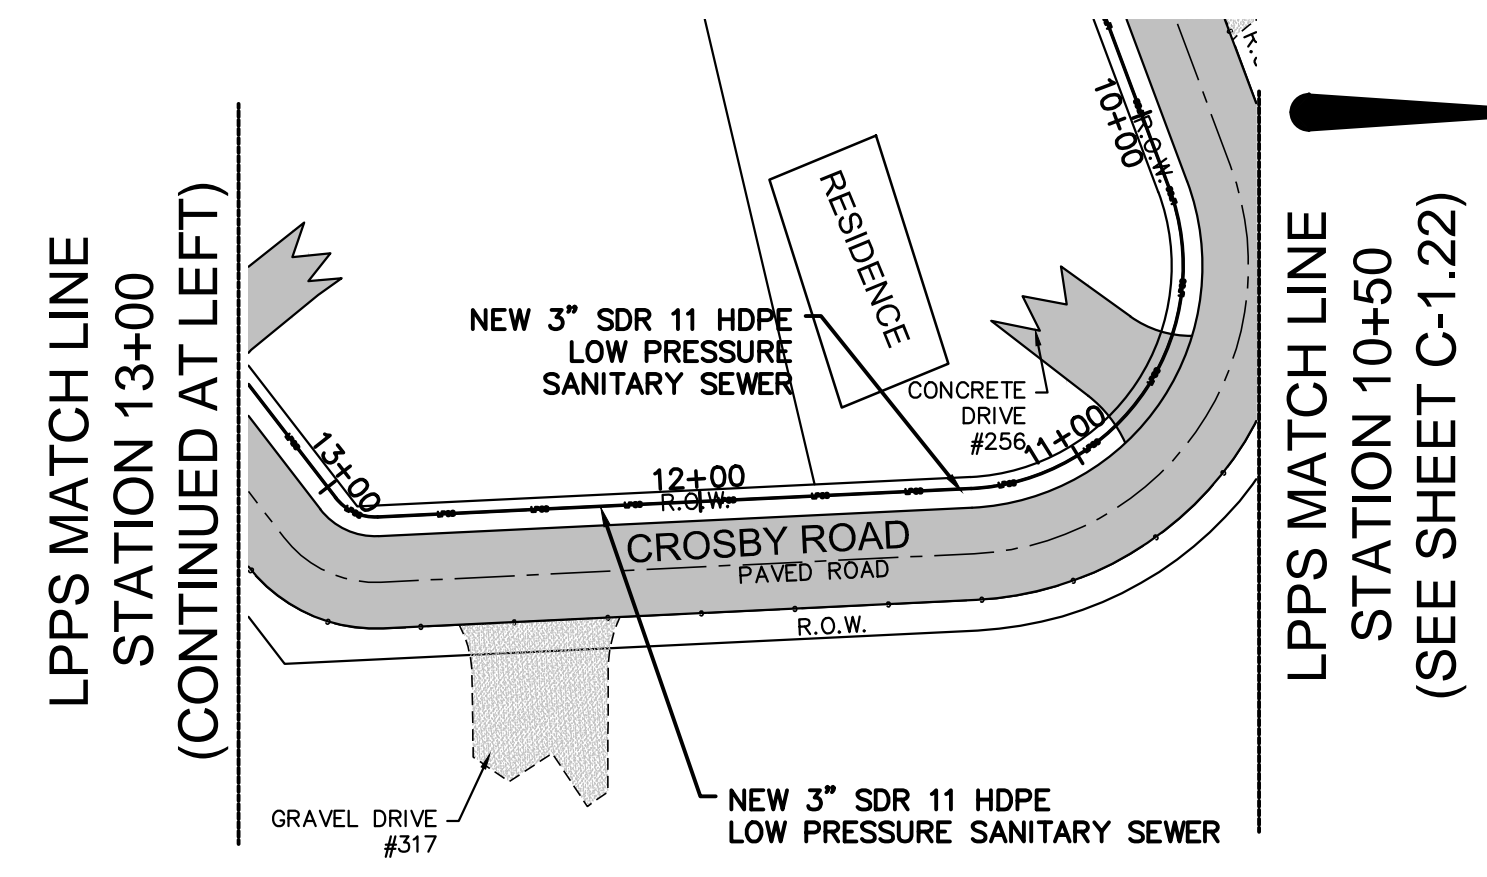 LPPS MATCH LINE
STATION 13+00
(CONTINUED AT LEFT)
10+00
R.O.W.
RESIDENCE
NEW 3” SDR 11 HDPE
LOW PRESSURE
SANITARY SEWER
CONCRETE
DRIVE
#256
11+00
12+00
R.O.W.
13+00
CROSBY ROAD
PAVED ROAD
R.O.W.
GRAVEL DRIVE
#317
NEW 3” SDR 11 HDPE
LOW PRESSURE SANITARY SEWER
LPPS MATCH LINE
STATION 10+50
(SEE SHEET C-1.22)